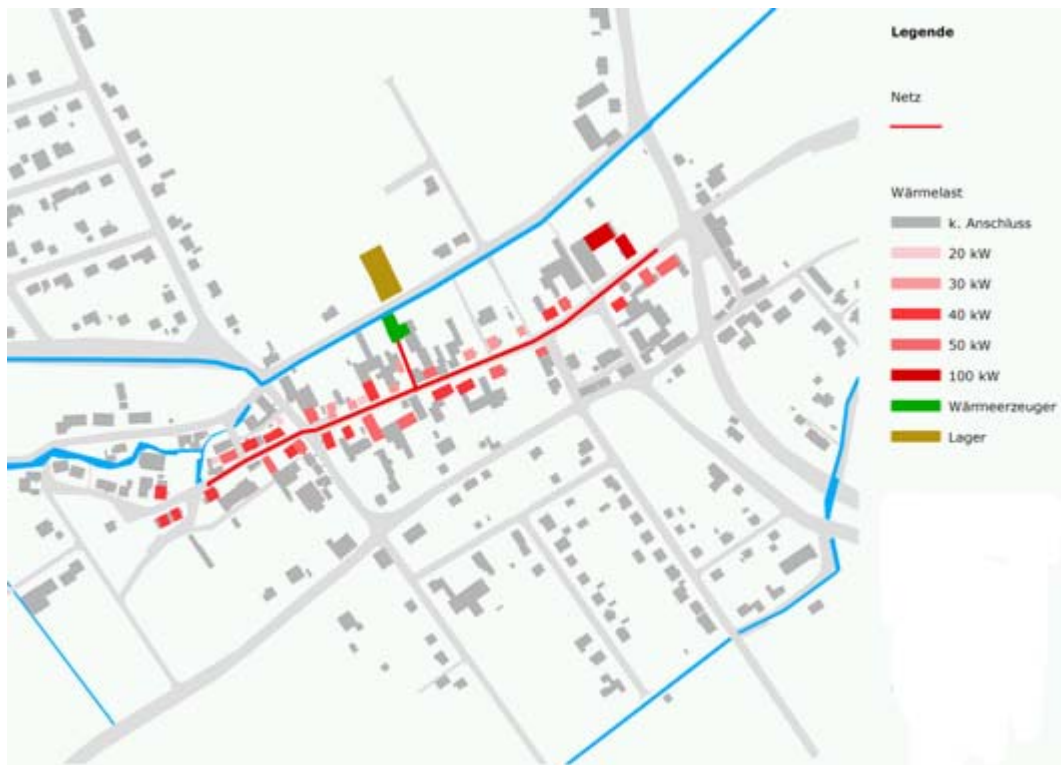 Legende
Netz
Wärmelast
k. Anschluss
20 kW
30 kW
40 kW
50 kW
100 kW
Wärmeerzeuger
Lager